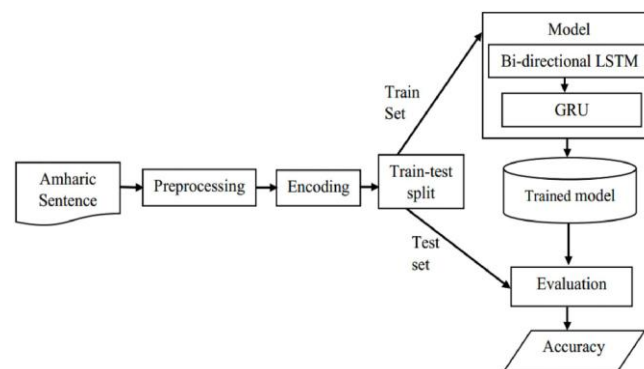 Model
Bi-directional LSTM
GRU
Train
Set
Amharic
Sentence
Preprocessing
Encoding
Train-test
split
Trained model
Test
set
Evaluation
Accuracy